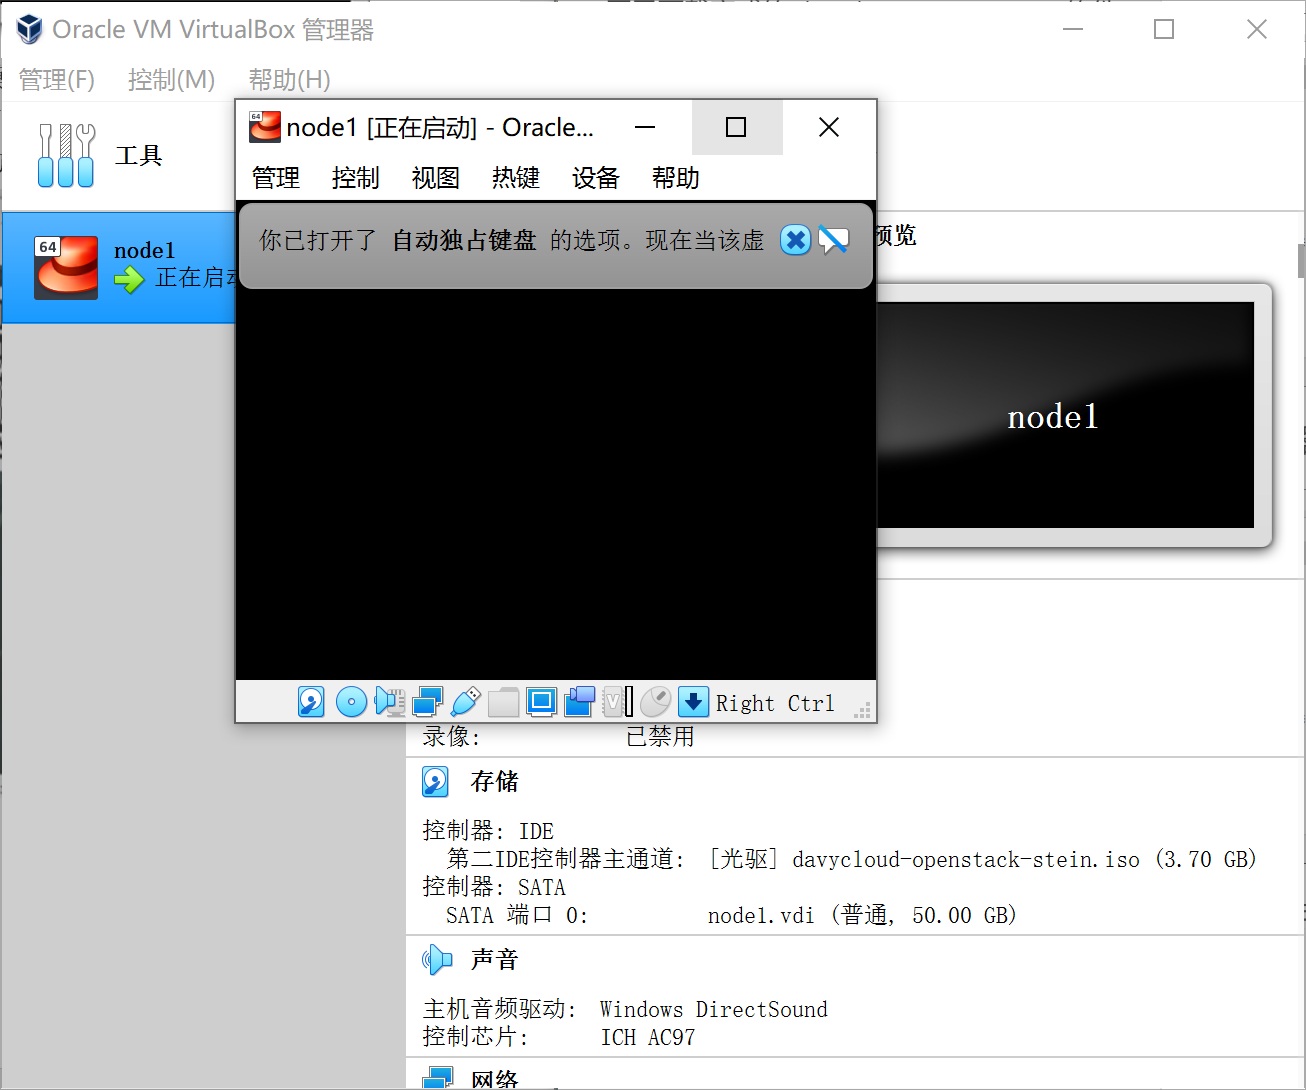 Oracle VM VirtualBox 管理器
管理(F) 控制(M) 帮助(H)
工具
64
node1
正在启动
64
node1 [正在启动] - Oracle...
管理 控制 视图 热键 设备 帮助
你已打开了 自动独占键盘 的选项。现在当该虚
Right Ctrl
预览
node1
录像: 已禁用
存储
控制器: IDE
第二IDE控制器主通道: [光驱] davycloud-openstack-stein.iso (3.70 GB)
控制器: SATA
SATA 端口 0: node1.vdi (普通, 50.00 GB)
声音
主机音频驱动: Windows DirectSound
控制芯片: ICH AC97
网络